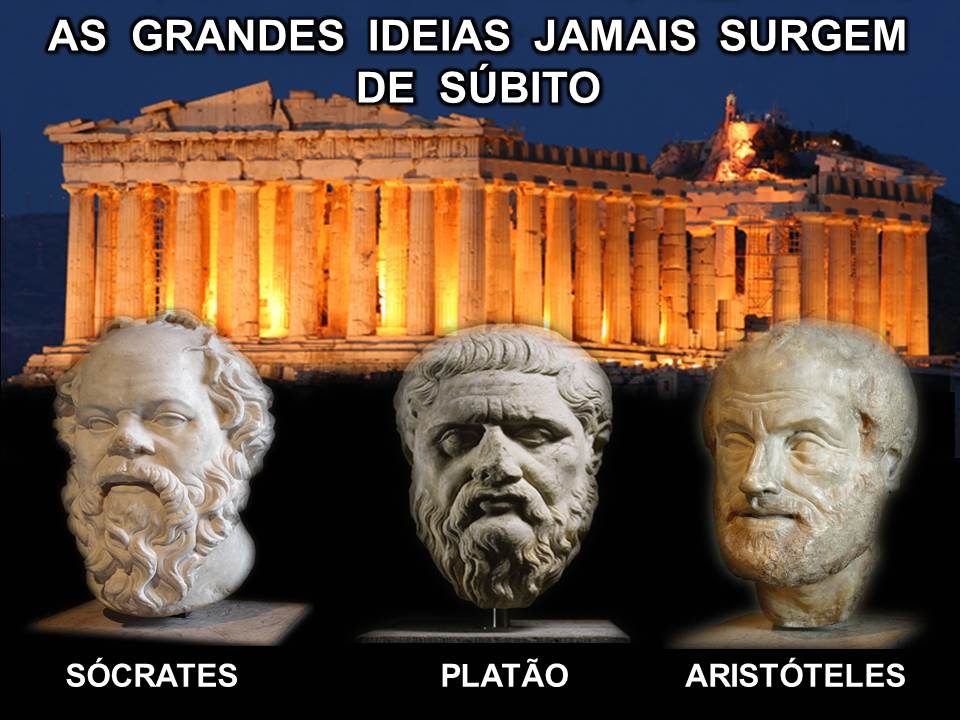 AS GRANDES IDEIAS JAMAIS SURGEM
DE SÚBITO
SÓCRATES PLATÃO ARISTÓTELES